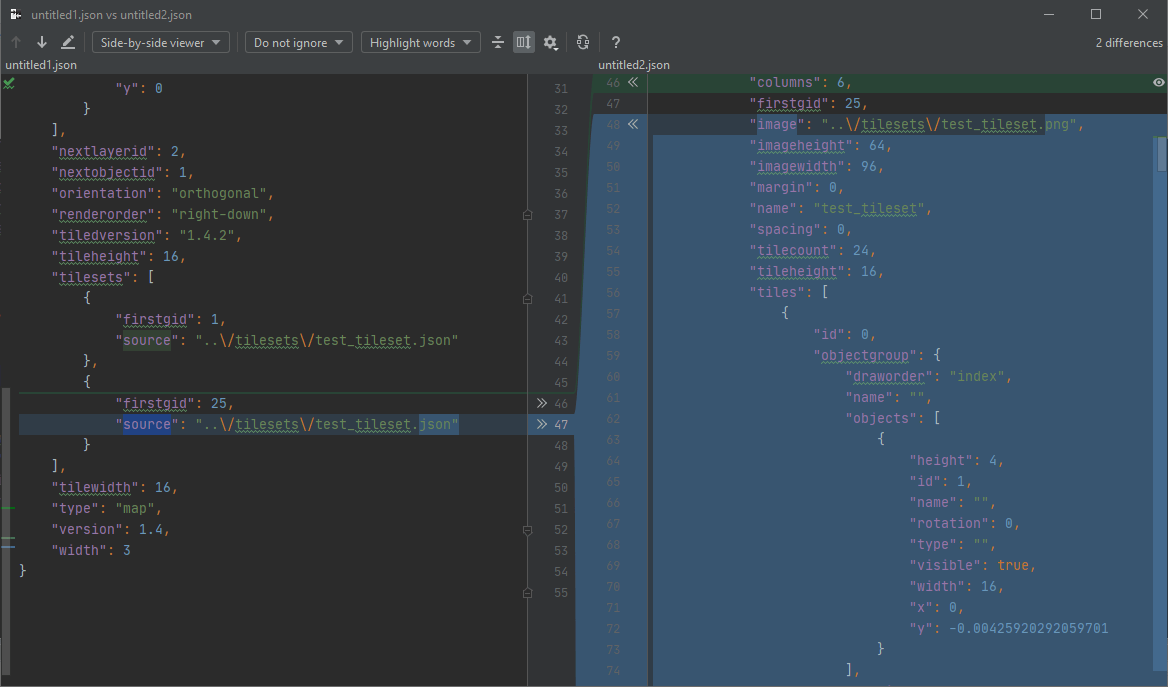 untitled1.json vs untitled2.json
Side-by-side viewer
Do not ignore
Highlight words
?
2 differences
untitled1.json
"y": 0 31
} 32
], 33
"nextlayerid": 2, 34
"nextobjectid": 1, 35
"orientation": "orthogonal", 36
"renderorder": "right-down", 37
"tiledversion": "1.4.2", 38
"tileheight": 16, 39
"tilesets": [ 40
{ 41
"firstgid": 1, 42
"source": "..\/tilesets\/test_tileset.json" 43
}, 44
{ 45
"firstgid": 25, 46
"source": "..\/tilesets\/test_tileset.json" 47
} 48
], 49
"tilewidth": 16, 50
"type": "map", 51
"version": 1.4, 52
"width": 3 53
} 54
55
untitled2.json
46 "columns": 6,
47 "firstgid": 25,
48 "image": "..\/tilesets\/test_tileset.png",
49 "imageheight": 64,
50 "imagewidth": 96,
51 "margin": 0,
52 "name": "test_tileset",
53 "spacing": 0,
54 "tilecount": 24,
55 "tileheight": 16,
56 "tiles": [
57 {
58 "id": 0,
59 "objectgroup": {
60 "draworder": "index",
61 "name": "",
62 "objects": [
63 {
64 "height": 4,
65 "id": 1,
66 "name": "",
67 "rotation": 0,
68 "type": "",
69 "visible": true,
70 "width": 16,
71 "x": 0,
72 "y": -0.00425920292059701
73 }
74 ],